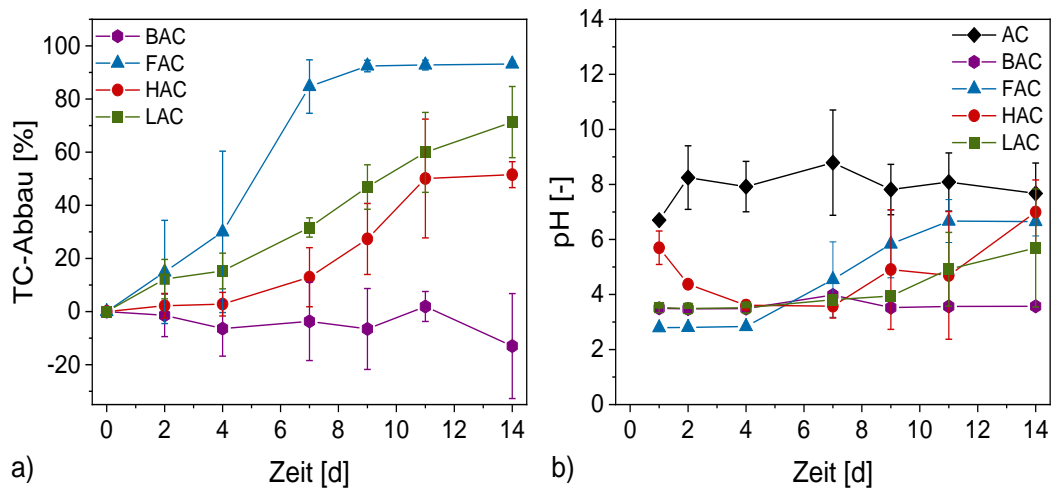 BAC
FAC
HAC
LAC
TC-Abbau [%]
100
80
60
40
20
0
-20
0 2 4 6 8 10 12 14
Zeit [d]
a)
AC
BAC
FAC
HAC
LAC
pH [-]
14
12
10
8
6
4
2
0
0 2 4 6 8 10 12 14
Zeit [d]
b)